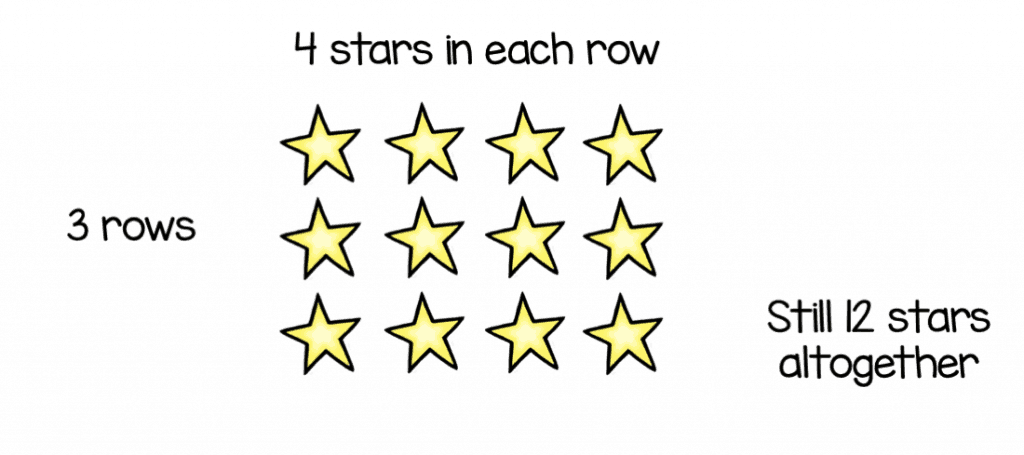 4 stars in each row
3 rows
Still 12 stars
altogether